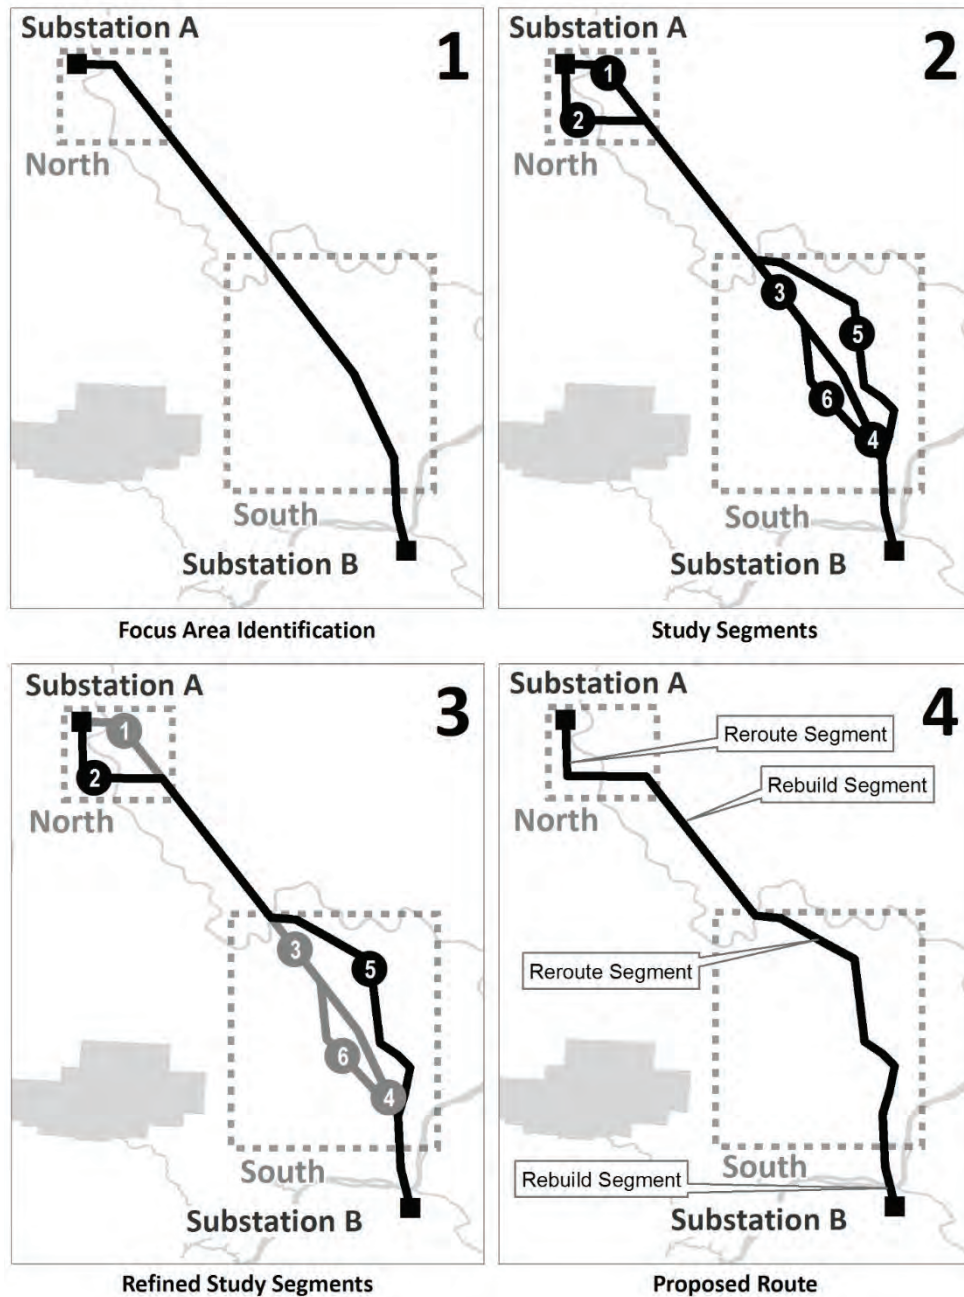 Substation A
1
North
South
Substation B
Focus Area Identification
Substation A
2
1
2
North
3
5
6
4
South
Substation B
Study Segments
Substation A
3
1
2
North
3
5
6
4
South
Substation B
Refined Study Segments
Substation A
4
Reroute Segment
Rebuild Segment
North
Reroute Segment
South
Rebuild Segment
Substation B
Proposed Route